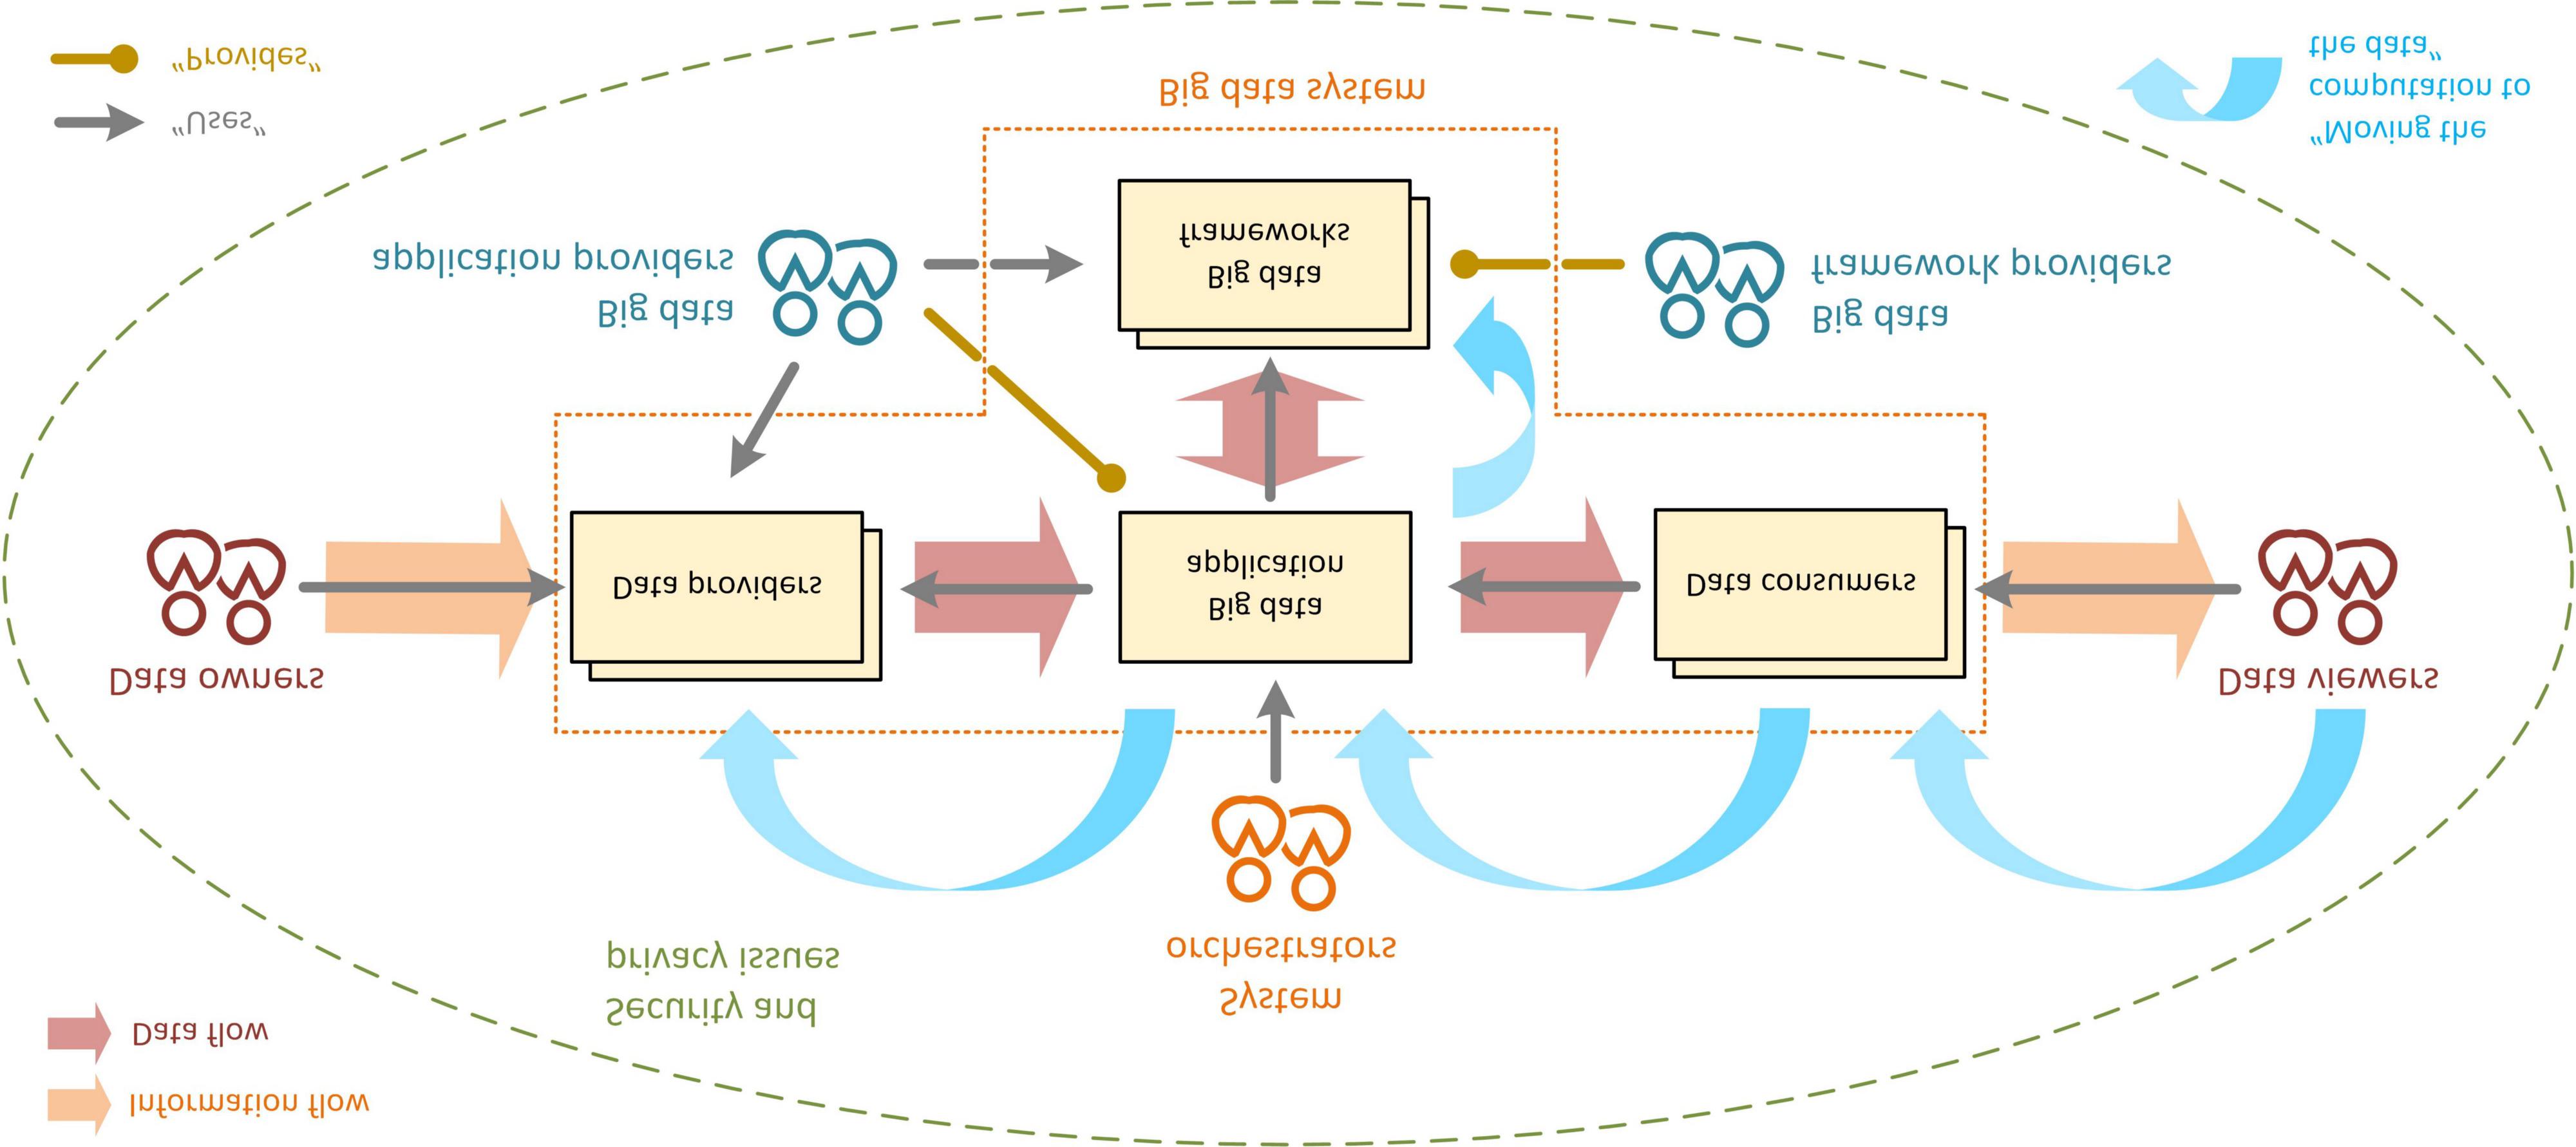 Information flow
Data flow
Security and
privacy issues
System
orchestrators
Data owners
Data viewers
Data providers
Big data
application
Data consumers
Big data
application providers
Big data
frameworks
Big data
framework providers
Big data system
"Uses"
"Provides"
"Moving the
computation to
the data"